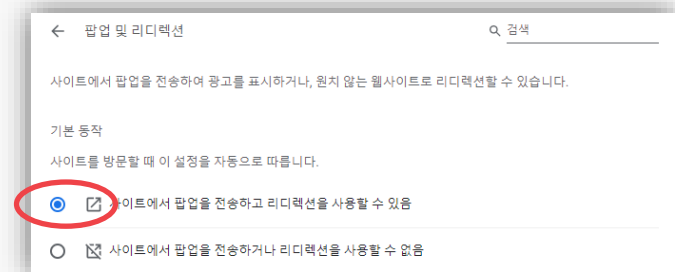 팝업 및 리디렉션
검색
사이트에서 팝업을 전송하여 광고를 표시하거나, 원치 않는 웹사이트로 리디렉션할 수 있습니다.
기본 동작
사이트를 방문할 때 이 설정을 자동으로 따릅니다.
사이트에서 팝업을 전송하고 리디렉션을 사용할 수 있음
사이트에서 팝업을 전송하거나 리디렉션을 사용할 수 없음